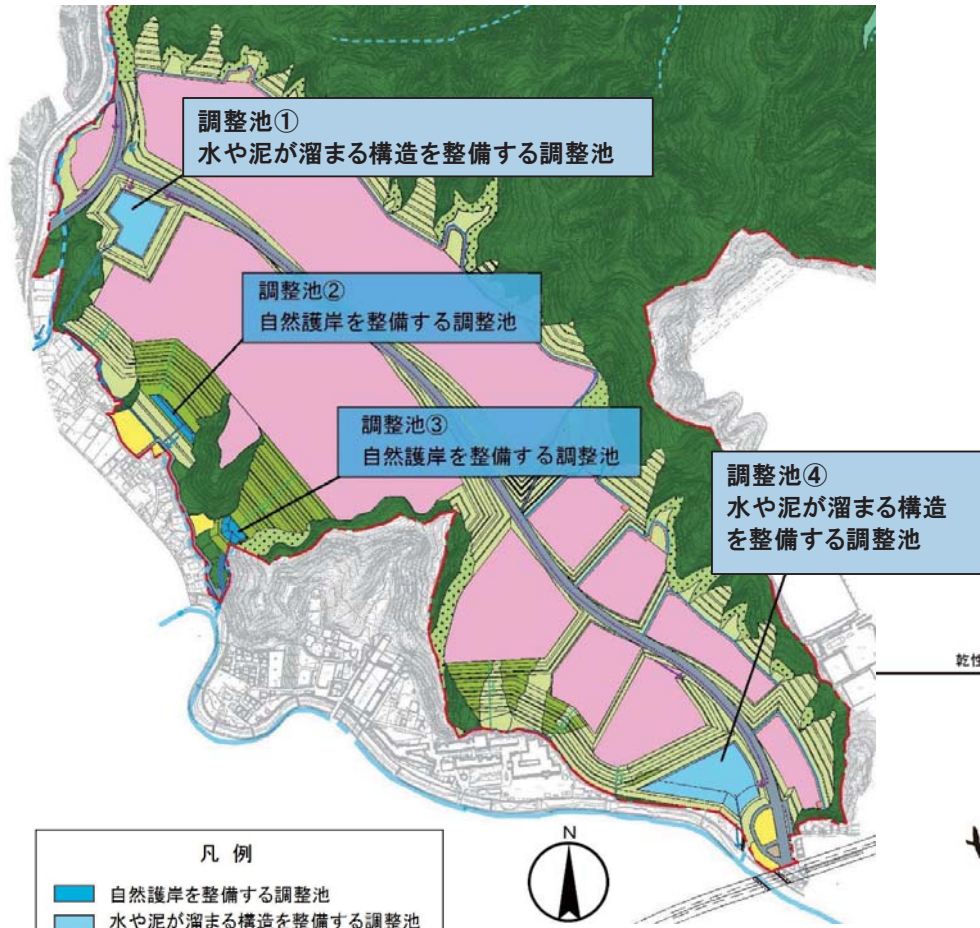 調整池①
水や泥が溜まる構造を整備する調整池
調整池②
自然護岸を整備する調整池
調整池③
自然護岸を整備する調整池
調整池④
水や泥が溜まる構造
を整備する調整池
乾性
N
凡 例
自然護岸を整備する調整池
水や泥が溜まる構造を整備する調整池